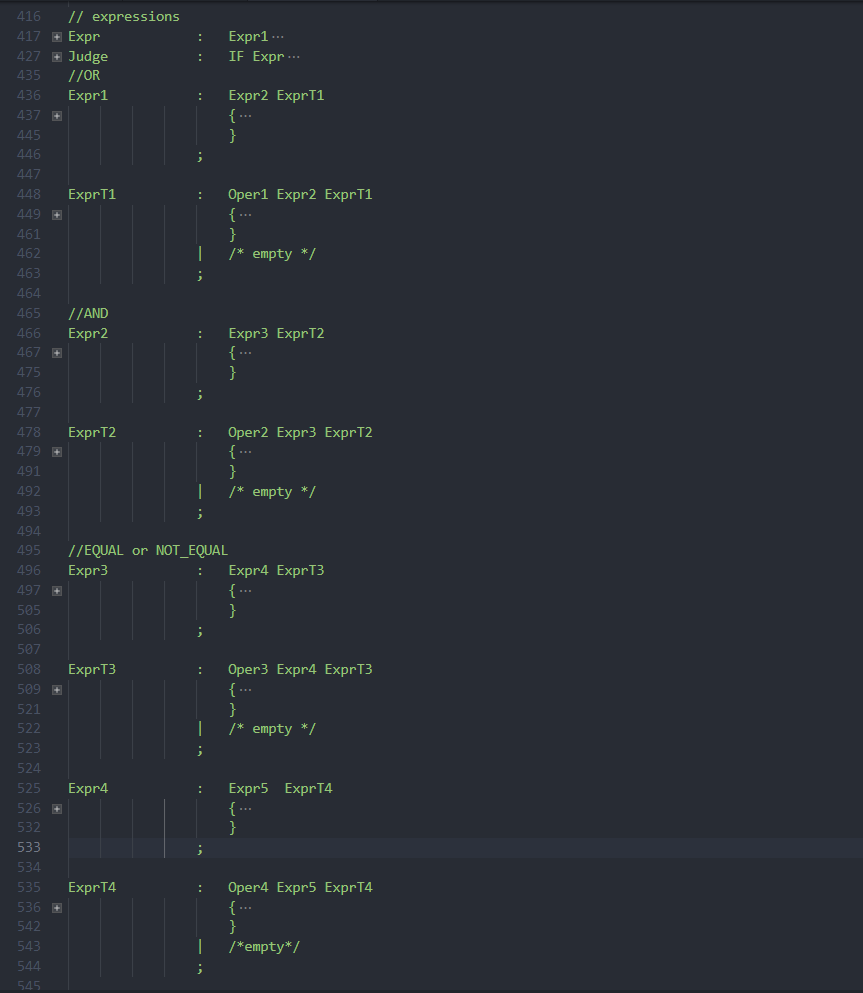 416 // expressions
417 Expr : Expr1···
427 Judge : IF Expr···
435 //OR
436 Expr1 : Expr2 ExprT1
437 {···
445 }
446 ;
447
448 ExprT1 : Oper1 Expr2 ExprT1
449 {···
461 }
462 | /* empty */
463 ;
464
465 //AND
466 Expr2 : Expr3 ExprT2
467 {···
475 }
476 ;
477
478 ExprT2 : Oper2 Expr3 ExprT2
479 {···
491 }
492 | /* empty */
493 ;
494
495 //EQUAL or NOT_EQUAL
496 Expr3 : Expr4 ExprT3
497 {···
505 }
506 ;
507
508 ExprT3 : Oper3 Expr4 ExprT3
509 {···
521 }
522 | /* empty */
523 ;
524
525 Expr4 : Expr5  ExprT4
526 {···
532 }
533 ;
534
535 ExprT4 : Oper4 Expr5 ExprT4
536 {···
542 }
543 | /*empty*/
544 ;
545